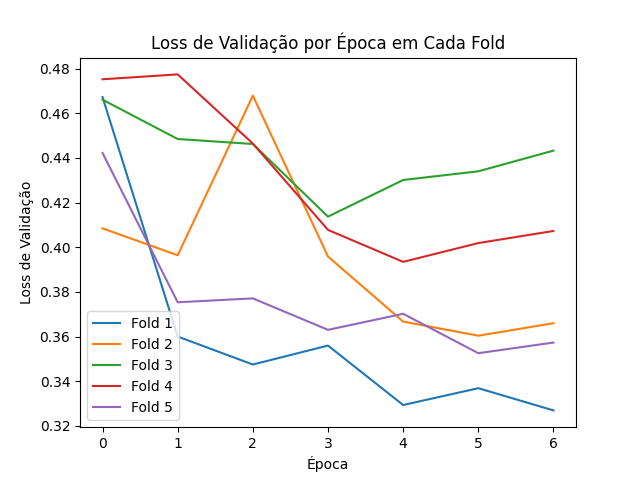 Loss de Validação por Época em Cada Fold
Loss de Validação
0.48
0.46
0.44
0.42
0.40
0.38
0.36
0.34
0.32
Fold 1
Fold 2
Fold 3
Fold 4
Fold 5
0 1 2 3 4 5 6
Época